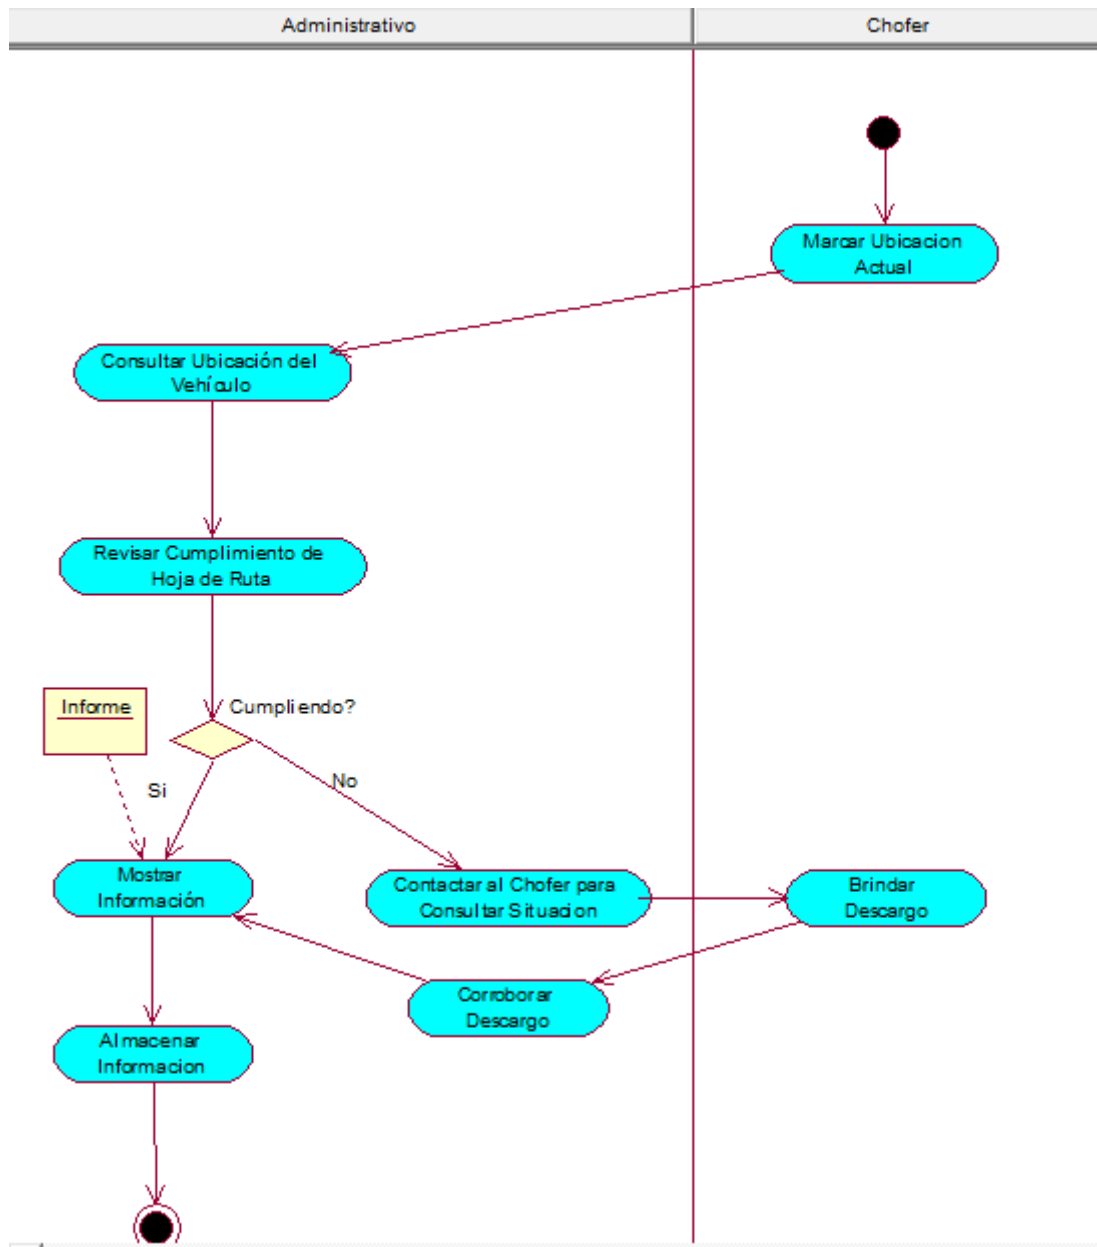 Administrativo
Chofer
Marcar Ubicacion
Actual
Consultar Ubicación del
Vehículo
Revisar Cumplimiento de
Hoja de Ruta
Informe
Cumpliendo?
Si
No
Mostrar
Información
Contactar al Chofer para
Consultar Situacion
Brindar
Descargo
Corroborar
Descargo
Almacenar
Informacion